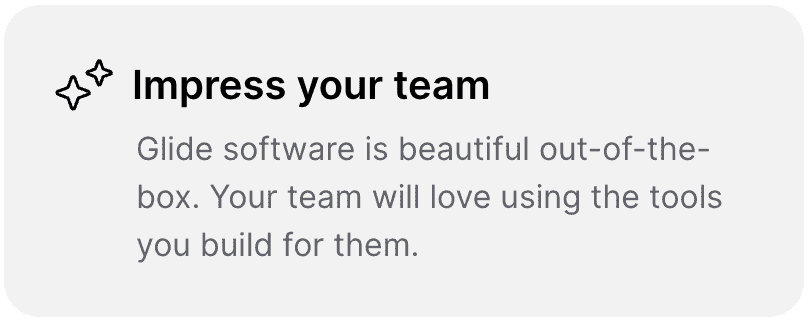 Impress your team
Glide software is beautiful out-of-the-
box. Your team will love using the tools
you build for them.